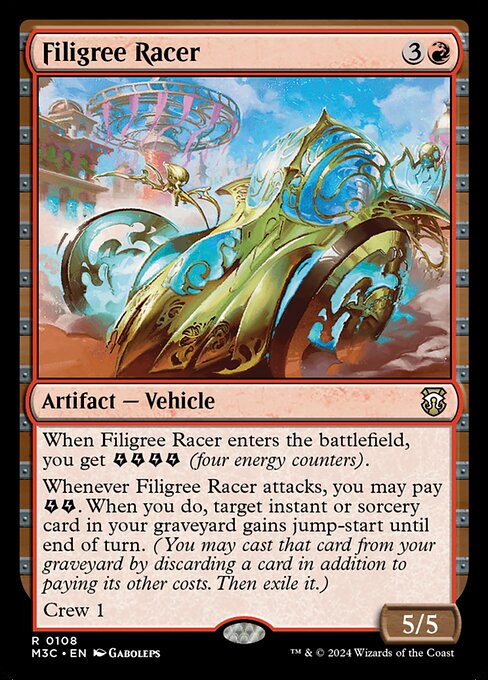 Filigree Racer 3
Artifact — Vehicle
When Filigree Racer enters the battlefield,
you get (four energy counters).
Whenever Filigree Racer attacks, you may pay
. When you do, target instant or sorcery
card in your graveyard gains jump-start until
end of turn. (You may cast that card from your
graveyard by discarding a card in addition to
paying its other costs. Then exile it.)
Crew 1
5/5
R 0108
M3C • EN Gaboleps
™ & © 2024 Wizards of the Coast